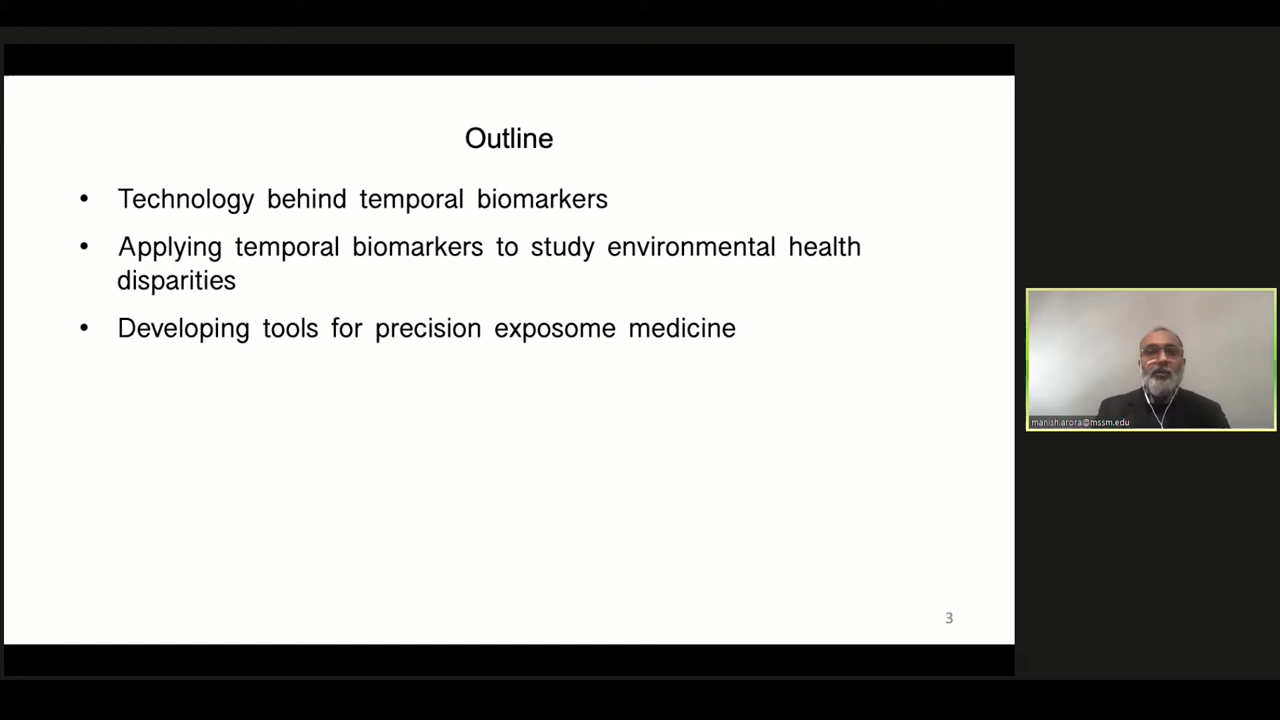 Outline
• Technology behind temporal biomarkers
• Applying temporal biomarkers to study environmental health
disparities
• Developing tools for precision exposome medicine
manish.arora@mssm.edu
3